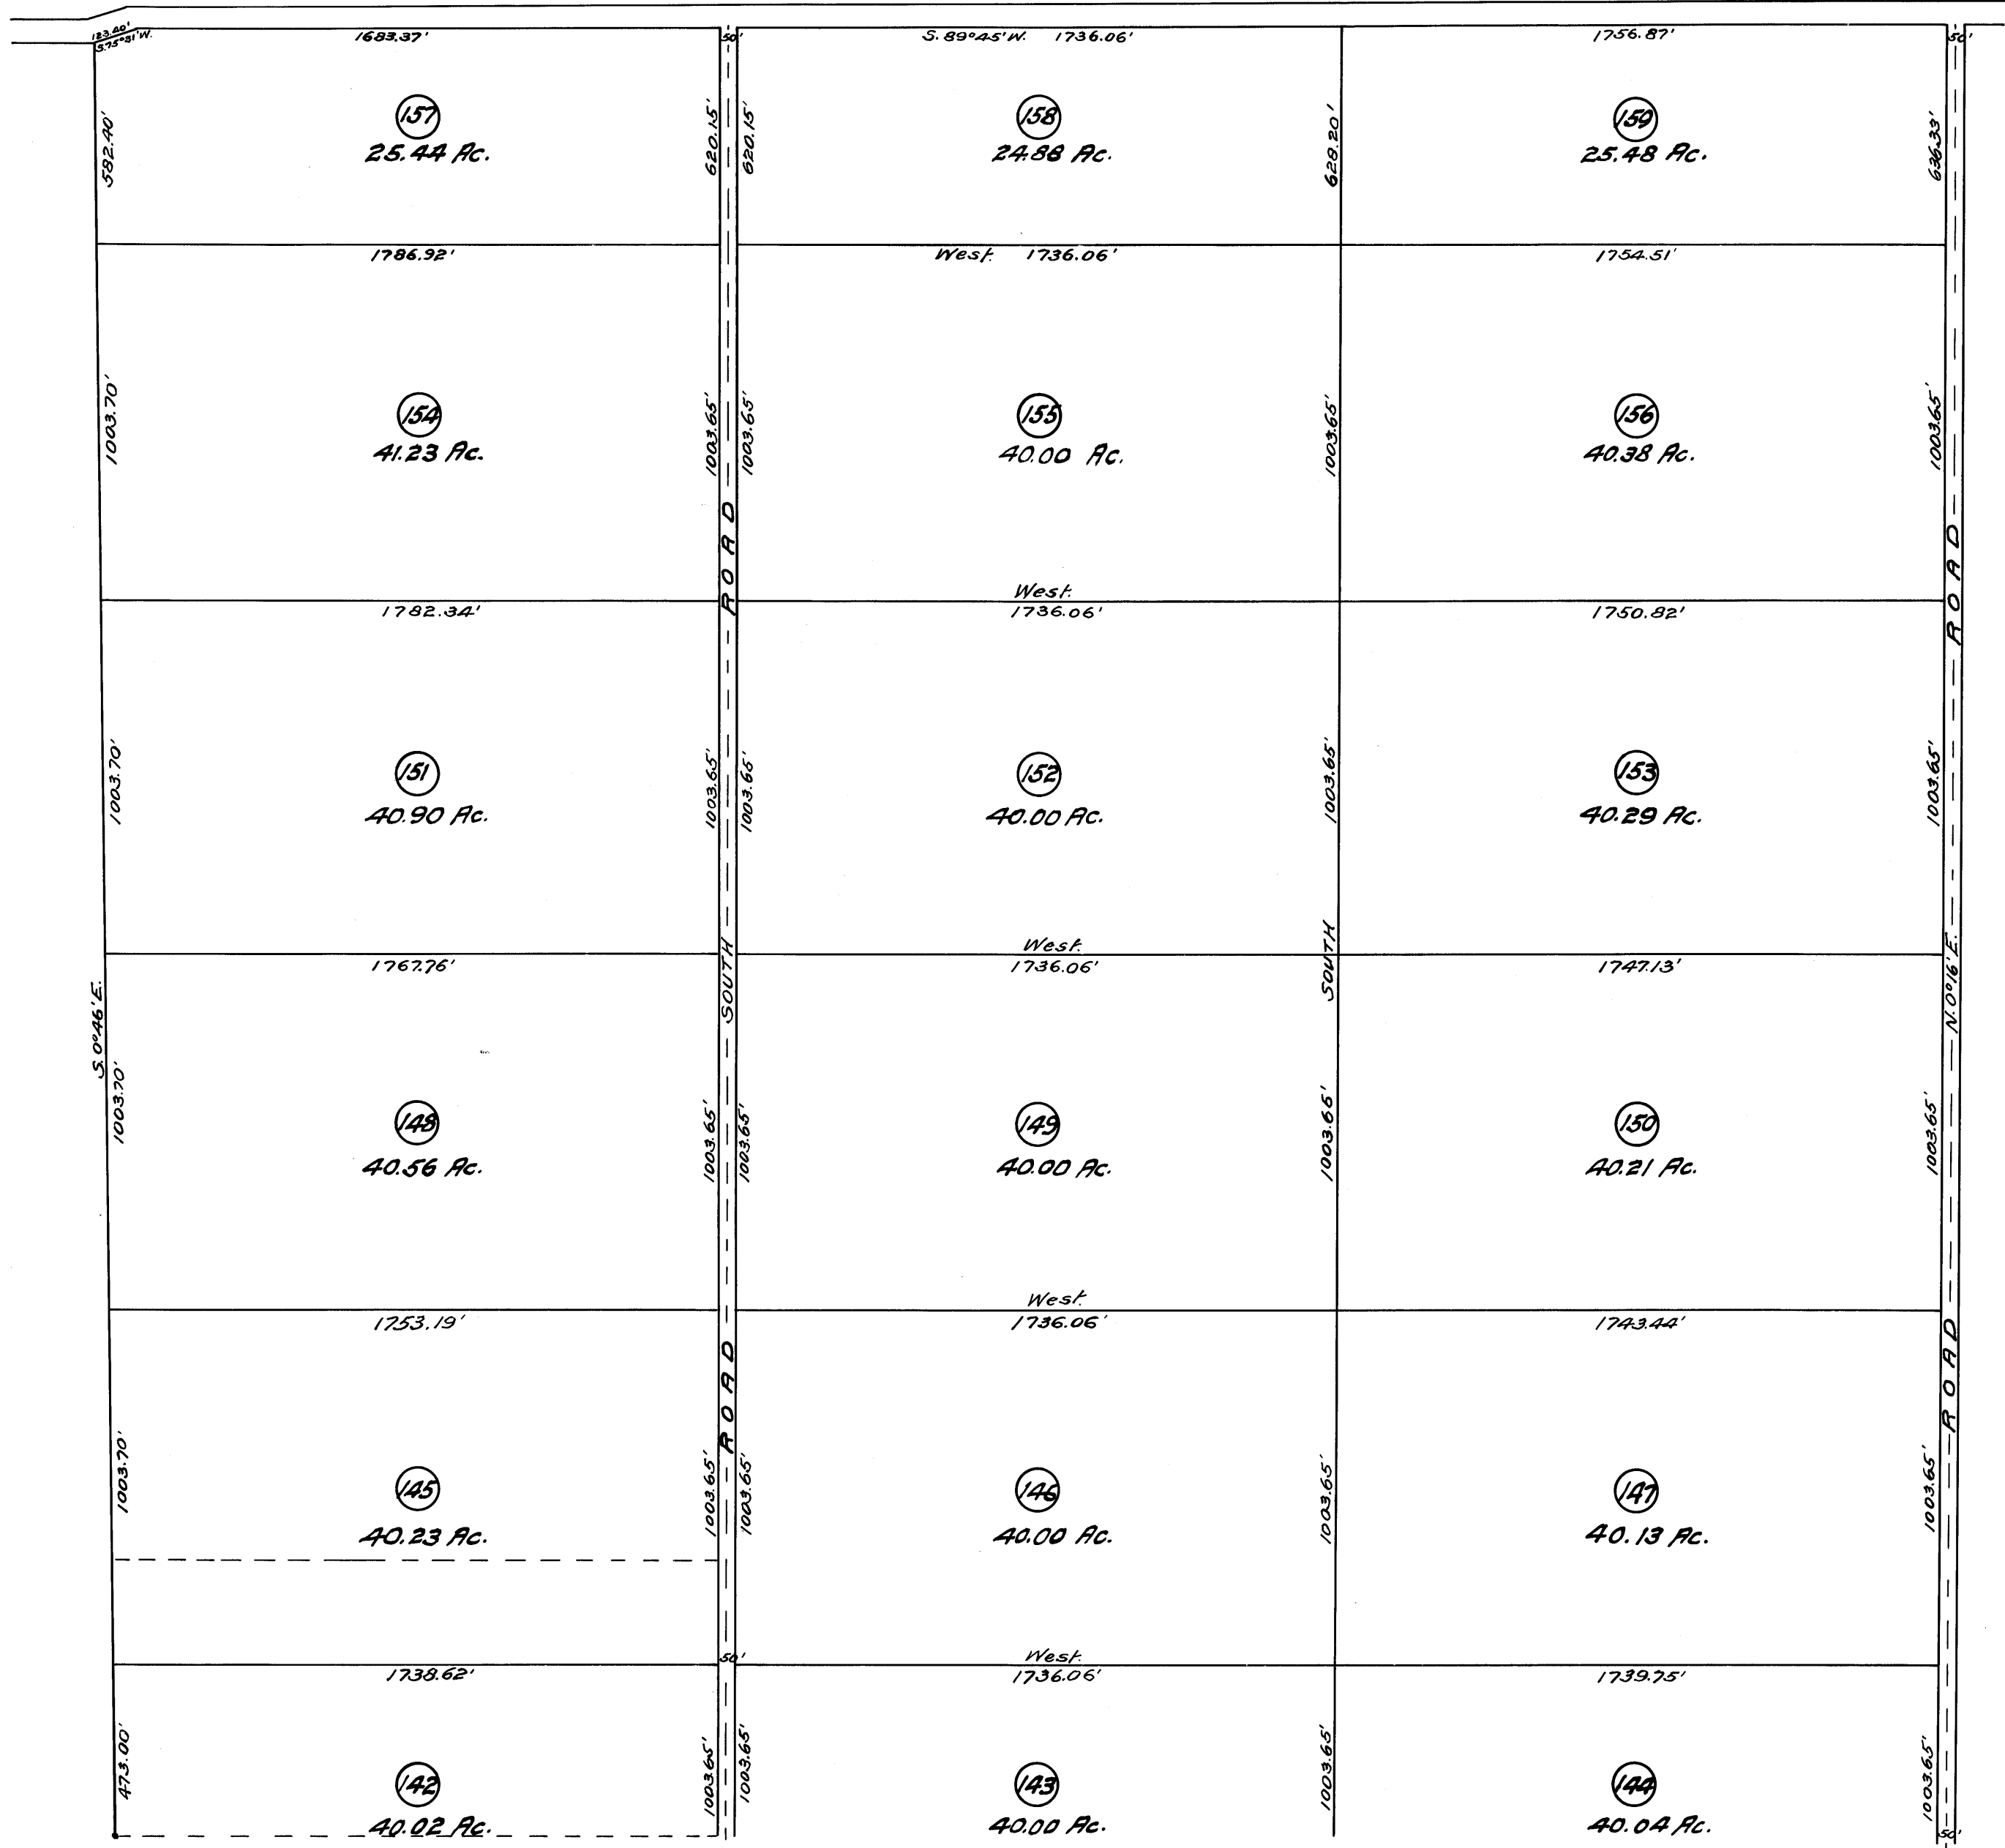 123.40'
S.75°31'W.
1683.37'
50'
S. 89°45'W. 1736.06'
1756.87'
50'
582.40'
157
25.44 Ac.
620.15'
620.15'
158
24.88 Ac.
628.20'
159
25.48 Ac.
636.33'
1786.92'
West. 1736.06'
1754.51'
1003.70'
154
41.23 Ac.
1003.65'
1003.65'
155
40.00 Ac.
1003.65'
156
40.38 Ac.
1003.65'
ROAD
ROAD
West.
1782.34'
1736.06'
1750.82'
1003.70'
151
40.90 Ac.
1003.65'
1003.65'
152
40.00 Ac.
1003.65'
153
40.29 Ac.
1003.65'
West.
1767.76'
1736.06'
1747.13'
S. 0°46'E.
SOUTH
SOUTH
N. 0°16'E.
1003.70'
148
40.56 Ac.
1003.65'
1003.65'
149
40.00 Ac.
1003.65'
150
40.21 Ac.
1003.65'
West.
1753.19'
1736.06'
1743.44'
ROAD
ROAD
1003.70'
145
40.23 Ac.
1003.65'
1003.65'
146
40.00 Ac.
1003.65'
147
40.13 Ac.
1003.65'
50'
West.
1738.62'
1736.06'
1739.75'
473.00'
142
40.02 Ac.
1003.65'
1003.65'
143
40.00 Ac.
1003.65'
144
40.04 Ac.
1003.65'
50'